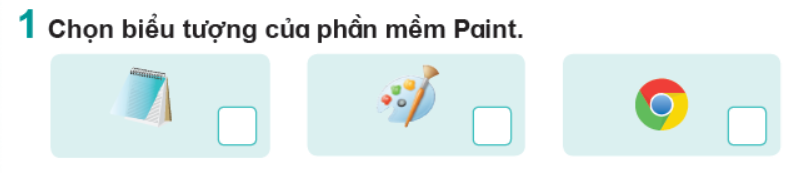 1 Chọn biểu tượng của phần mềm Paint.